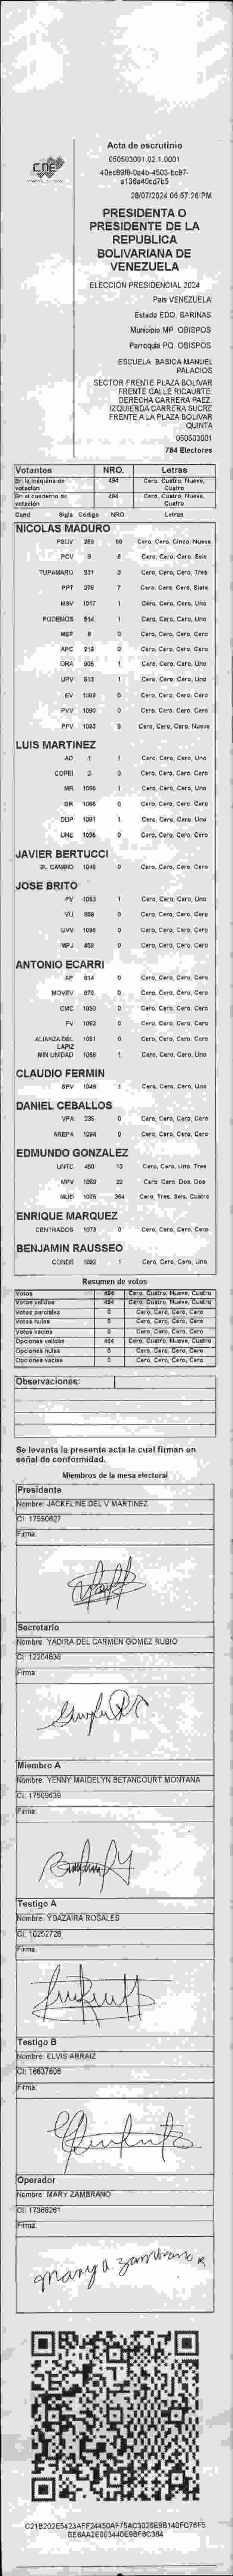 CNE
Acta de escrutinio
050503001.02.1.0001
40ec89f8-0a4b-4503-bc97-
a136a40cd7b5
28/07/2024 06:57:26 PM
PRESIDENTA O
PRESIDENTE DE LA
REPUBLICA
BOLIVARIANA DE
VENEZUELA
ELECCIÓN PRESIDENCIAL 2024
País VENEZUELA
Estado EDO. BARINAS
Municipio MP. OBISPOS
Parroquia PQ. OBISPOS
ESCUELA BASICA MANUEL
PALACIOS
SECTOR FRENTE PLAZA BOLIVAR
FRENTE CALLE RICAURTE.
DERECHA CARRERA PAEZ.
IZQUIERDA CARRERA SUCRE
FRENTE A LA PLAZA BOLIVAR
QUINTA
050503001
764 Electores
Votantes NRO. Letras
En la máquina de votación 494 Cero, Cuatro, Nueve, Cuatro
En el cuaderno de votación 494 Cero, Cuatro, Nueve, Cuatro
Cand. Sigla Código NRO. Letras
NICOLAS MADURO
PSUV 269 59 Cero, Cero, Cinco, Nueve
PCV 9 6 Cero, Cero, Cero, Seis
TUPAMARO 931 3 Cero, Cero, Cero, Tres
PPT 275 7 Cero, Cero, Cero, Siete
MSV 1017 1 Cero, Cero, Cero, Uno
PODEMOS 514 1 Cero, Cero, Cero, Uno
MEP 6 0 Cero, Cero, Cero, Cero
APC 219 0 Cero, Cero, Cero, Cero
ORA 905 1 Cero, Cero, Cero, Uno
UPV 513 1 Cero, Cero, Cero, Uno
EV 1089 0 Cero, Cero, Cero, Cero
PVV 1090 0 Cero, Cero, Cero, Cero
PFV 1093 9 Cero, Cero, Cero, Nueve
LUIS MARTINEZ
AD 1 1 Cero, Cero, Cero, Uno
COPEI 2 0 Cero, Cero, Cero, Cero
MR 1065 1 Cero, Cero, Cero, Uno
BR 1066 0 Cero, Cero, Cero, Cero
DDP 1091 1 Cero, Cero, Cero, Uno
UNE 1095 0 Cero, Cero, Cero, Cero
JAVIER BERTUCCI
EL CAMBIO 1048 0 Cero, Cero, Cero, Cero
JOSE BRITO
PV 1053 1 Cero, Cero, Cero, Uno
VU 868 0 Cero, Cero, Cero, Cero
UVV 1096 0 Cero, Cero, Cero, Cero
MPJ 458 0 Cero, Cero, Cero, Cero
ANTONIO ECARRI
AP 614 0 Cero, Cero, Cero, Cero
MOVEV 0 Cero, Cero, Cero, Cero
CMC 1050 0 Cero, Cero, Cero, Cero
FV 1062 0 Cero, Cero, Cero, Cero
ALIANZA DEL LAPIZ 1051 0 Cero, Cero, Cero, Cero
MIN UNIDAD 1058 1 Cero, Cero, Cero, Uno
CLAUDIO FERMIN
SPV 1049 1 Cero, Cero, Cero, Uno
DANIEL CEBALLOS
VPA 235 0 Cero, Cero, Cero, Cero
AREPA 1094 0 Cero, Cero, Cero, Cero
EDMUNDO GONZALEZ
UNTC 460 13 Cero, Cero, Uno, Tres
MPV 1069 22 Cero, Cero, Dos, Dos
MUD 1075 364 Cero, Tres, Seis, Cuatro
ENRIQUE MARQUEZ
CENTRADOS 1073 0 Cero, Cero, Cero, Cero
BENJAMIN RAUSSEO
CONDE 1092 1 Cero, Cero, Cero, Uno
Resumen de votos
Votos 494 Cero, Cuatro, Nueve, Cuatro
Votos válidos 494 Cero, Cuatro, Nueve, Cuatro
Votos parciales 0 Cero, Cero, Cero, Cero
Votos nulos 0 Cero, Cero, Cero, Cero
Votos vacíos 0 Cero, Cero, Cero, Cero
Opciones válidas 494 Cero, Cuatro, Nueve, Cuatro
Opciones nulas 0 Cero, Cero, Cero, Cero
Opciones vacías 0 Cero, Cero, Cero, Cero
Observaciones:
Se levanta la presente acta la cual firman en
señal de conformidad.
Miembros de la mesa electoral
Presidente
Nombre: JACKELINE DEL V MARTINEZ
CI: 17550627
Firma:
Secretario
Nombre: YADIRA DEL CARMEN GOMEZ RUBIO
CI: 12204836
Firma:
Miembro A
Nombre: YENNY MAIDELYN BETANCOURT MONTANA
CI: 17509639
Firma:
Testigo A
Nombre: YDAZAIRA ROSALES
CI: 10252728
Firma:
Testigo B
Nombre: ELVIS ARRAIZ
CI: 16637606
Firma:
Operador
Nombre: MARY ZAMBRANO
CI: 17368261
Firma:
Mary a. zambrano R
C21B202E5423AFF24450AF75AC3026E9B140FC76F5
BE6AA2E003440E9BF6C384